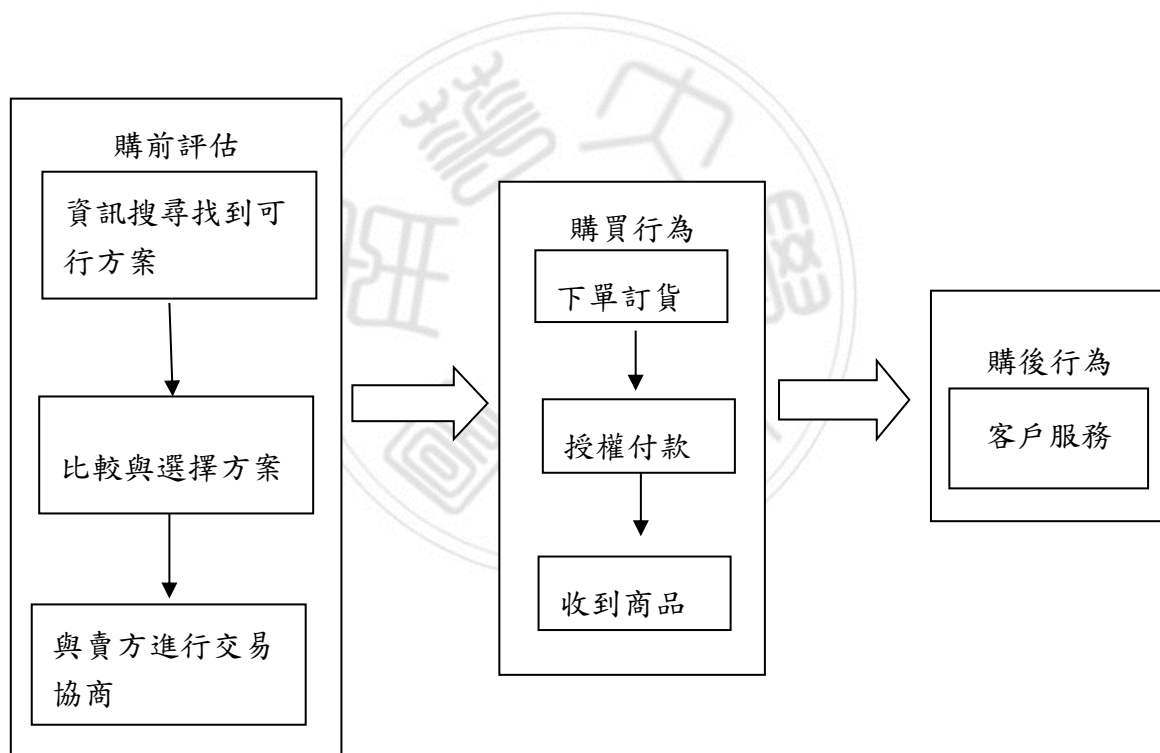 購前評估
資訊搜尋找到可
行方案
比較與選擇方案
與賣方進行交易
協商
購買行為
下單訂貨
授權付款
收到商品
購後行為
客戶服務